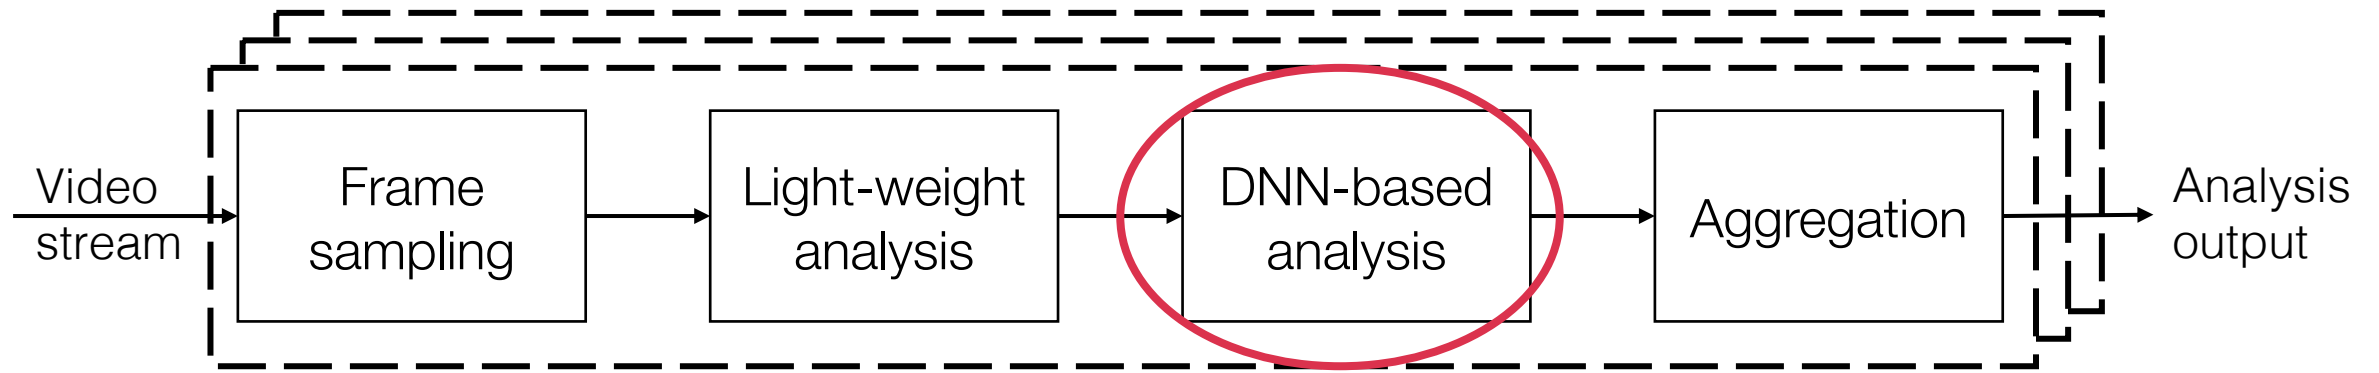 Video
stream
Frame
sampling
Light-weight
analysis
DNN-based
analysis
Aggregation
Analysis
output